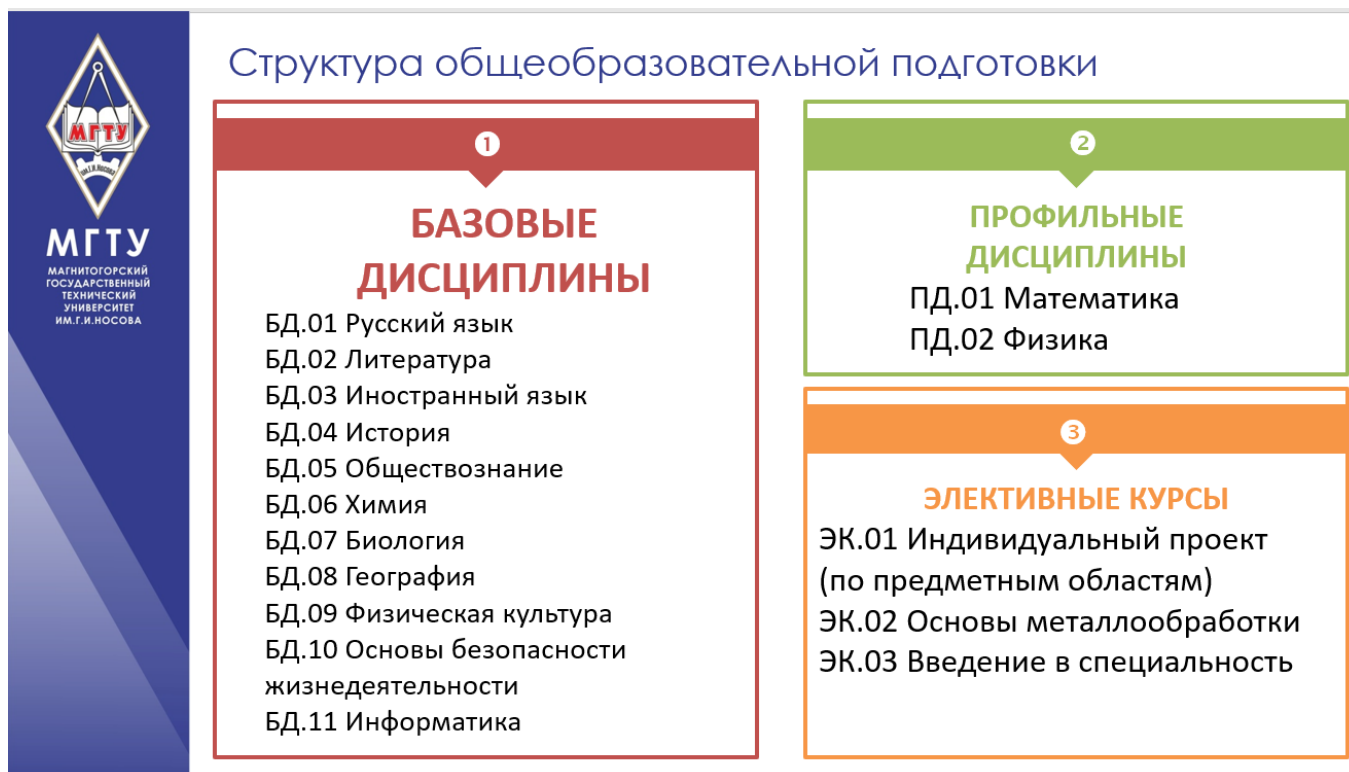 МГТУ
им.Г.И.Носова
МГТУ
МАГНИТОГОРСКИЙ
ГОСУДАРСТВЕННЫЙ
ТЕХНИЧЕСКИЙ
УНИВЕРСИТЕТ
ИМ.Г.И.НОСОВА
Структура общеобразовательной подготовки
1
БАЗОВЫЕ
ДИСЦИПЛИНЫ
БД.01 Русский язык
БД.02 Литература
БД.03 Иностранный язык
БД.04 История
БД.05 Обществознание
БД.06 Химия
БД.07 Биология
БД.08 География
БД.09 Физическая культура
БД.10 Основы безопасности
жизнедеятельности
БД.11 Информатика
2
ПРОФИЛЬНЫЕ
ДИСЦИПЛИНЫ
ПД.01 Математика
ПД.02 Физика
3
ЭЛЕКТИВНЫЕ КУРСЫ
ЭК.01 Индивидуальный проект
(по предметным областям)
ЭК.02 Основы металлообработки
ЭК.03 Введение в специальность